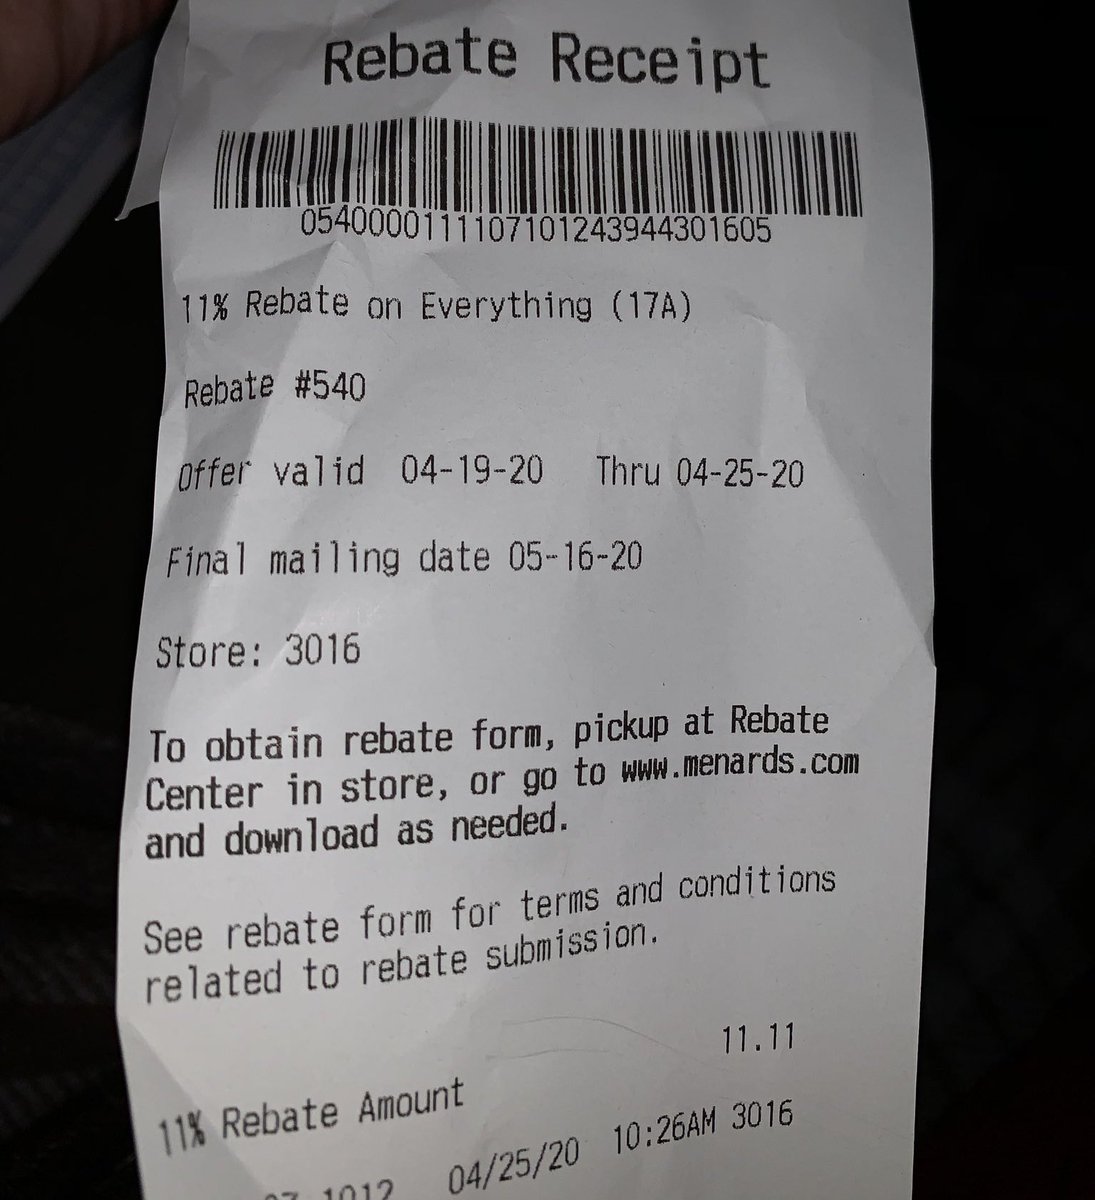 Rebate Receipt
0540000111107101243944301605
11% Rebate on Everything (17A)
Rebate #540
Offer valid 04-19-20 Thru 04-25-20
Final mailing date 05-16-20
Store: 3016
To obtain rebate form, pickup at Rebate
Center in store, or go to www.menards.com
and download as needed.
See rebate form for terms and conditions
related to rebate submission.
11.11
11% Rebate Amount
04/25/20 10:26AM 3016